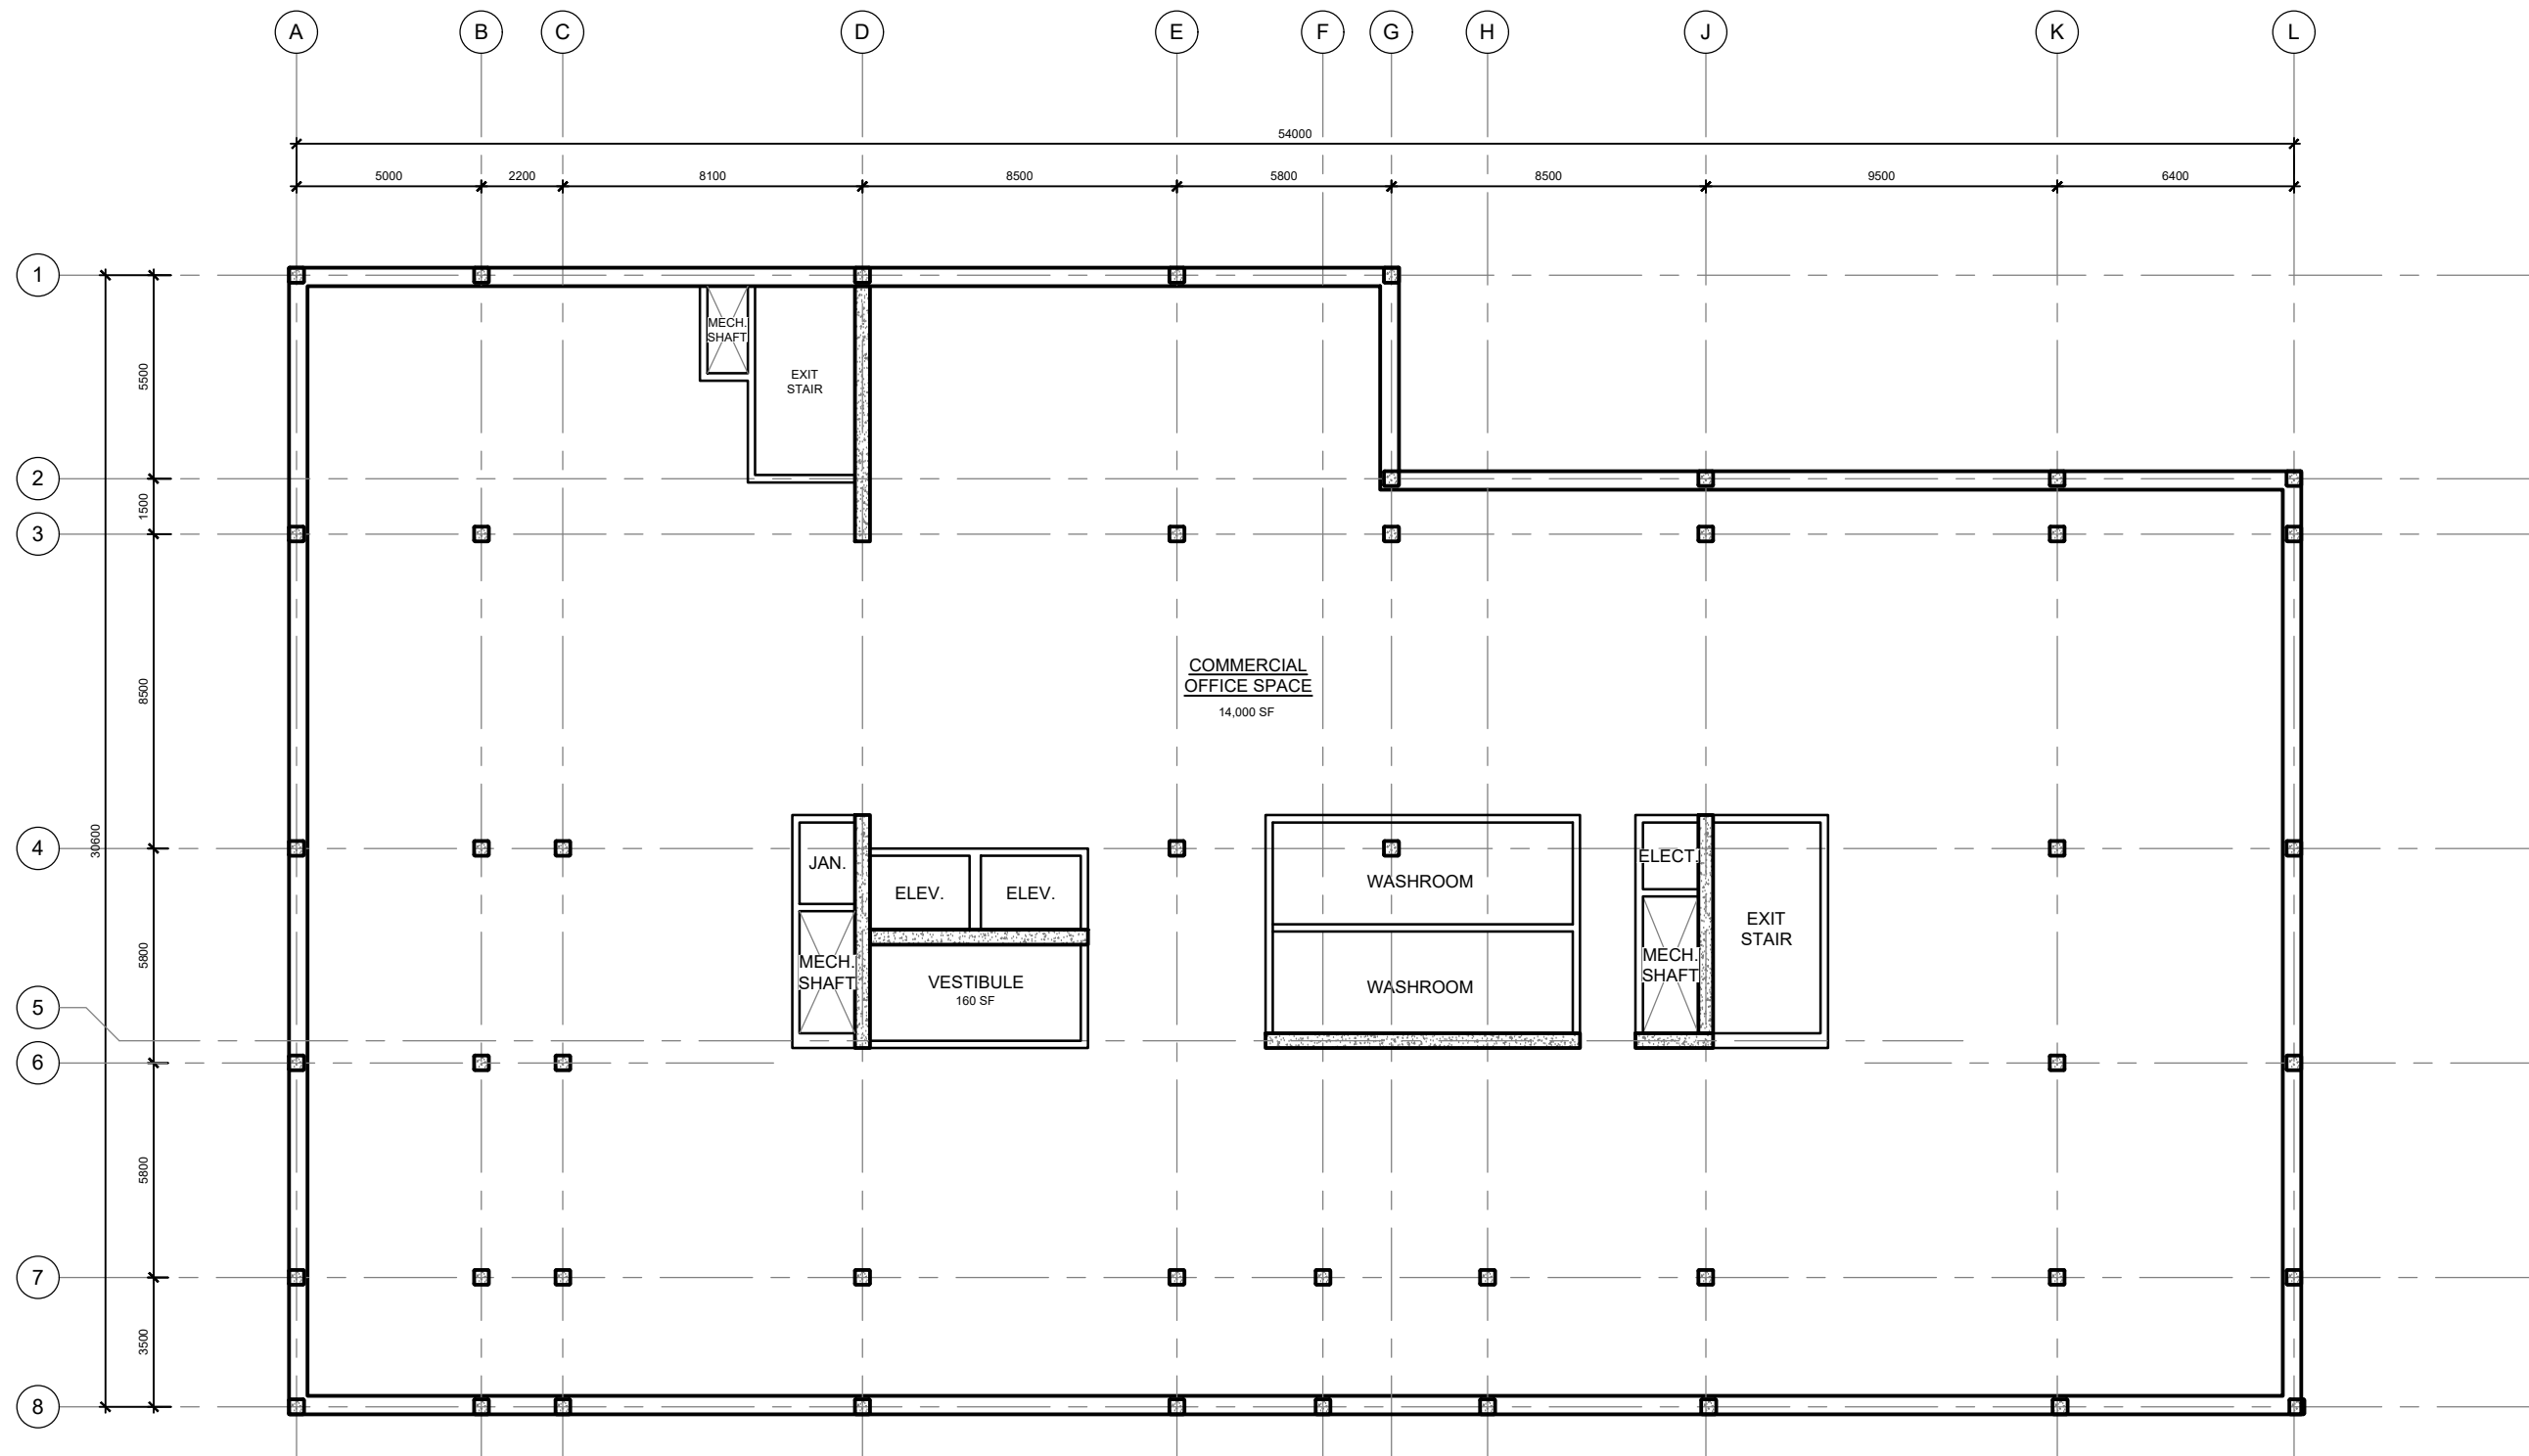 A B C D E F G H J K L
54000
5000 2200 8100 8500 5800 8500 9500 6400
1
MECH.
SHAFT
EXIT
STAIR
5500
2
1500
3
COMMERCIAL
OFFICE SPACE
14,000 SF
8500
30600
4
JAN.
ELEV. ELEV.
WASHROOM
ELECT.
EXIT
STAIR
MECH.
SHAFT
VESTIBULE
160 SF
WASHROOM
MECH.
SHAFT
5800
5
6
5800
7
3500
8